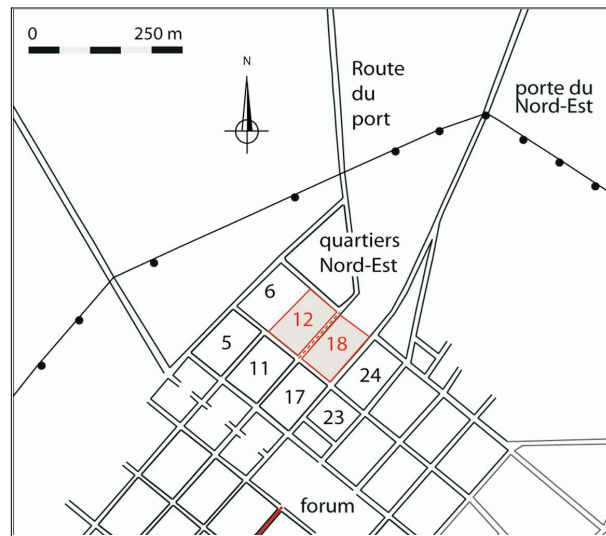 0 250 m
N
Route
du
port
porte du
Nord-Est
quartiers
Nord-Est
6
12
18
5
11
24
17
23
forum